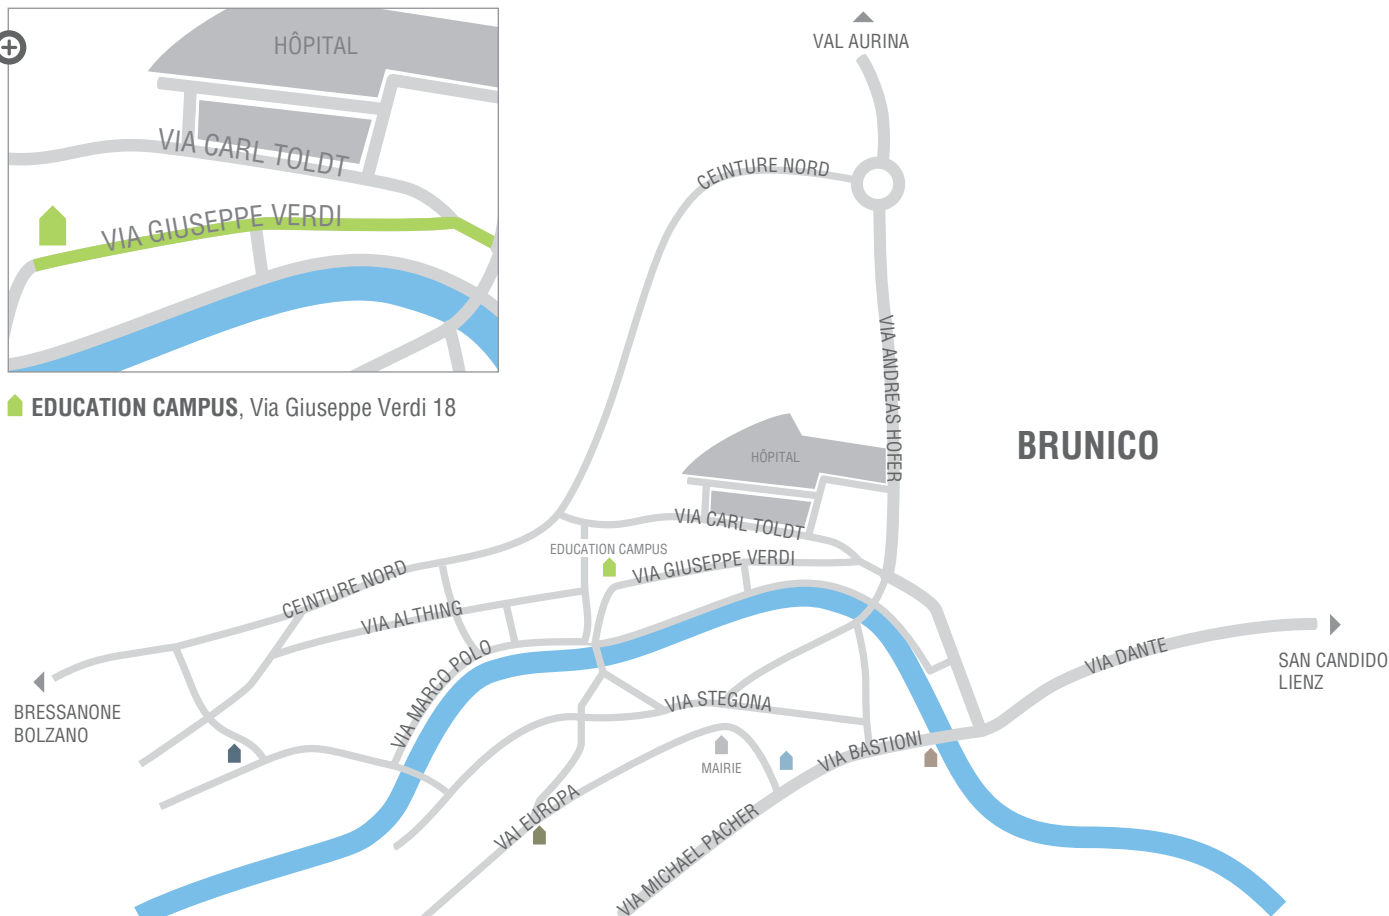 HÔPITAL
VIA CARL TOLDT
VIA GIUSEPPE VERDI
EDUCATION CAMPUS, Via Giuseppe Verdi 18
VAL AURINA
CEINTURE NORD
VIA ANDREAS HOFER
BRUNICO
HÔPITAL
VIA CARL TOLDT
EDUCATION CAMPUS
VIA GIUSEPPE VERDI
CEINTURE NORD
VIA ALTHING
VIA MARCO POLO
VIA DANTE
SAN CANDIDO
LIENZ
BRESSANONE
BOLZANO
VIA STEGONA
VIA BASTIONI
MAIRIE
VAI EUROPA
VIA MICHAEL PACHER